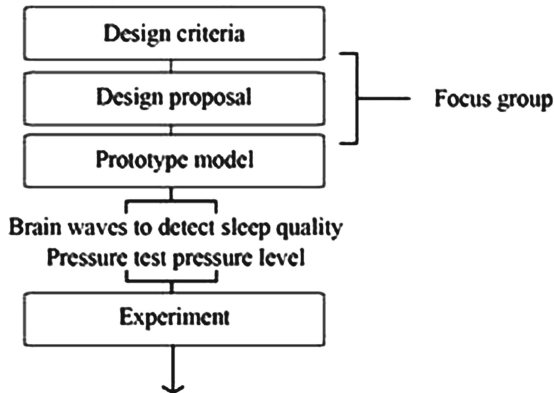 Design criteria
Design proposal
Focus group
Prototype model
Brain waves to detect sleep quality
Pressure test pressure level
Experiment